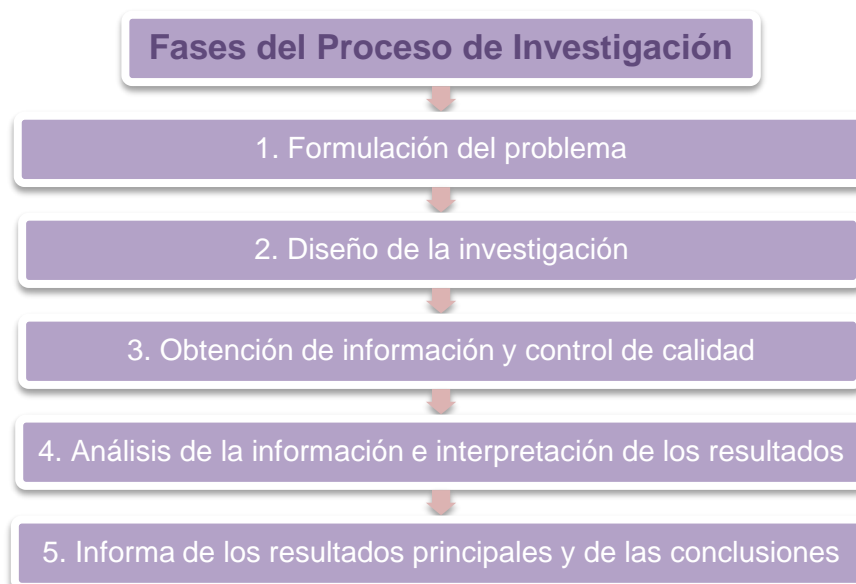 Fases del Proceso de Investigación
1. Formulación del problema
2. Diseño de la investigación
3. Obtención de información y control de calidad
4. Análisis de la información e interpretación de los resultados
5. Informa de los resultados principales y de las conclusiones